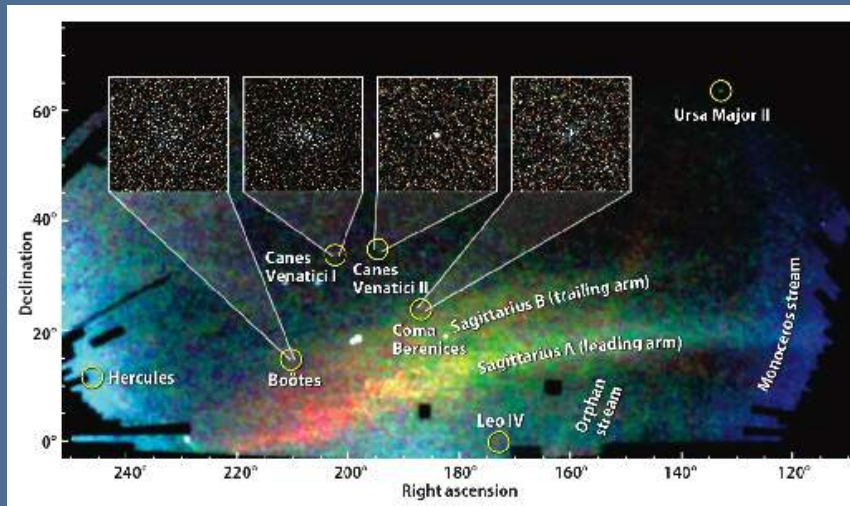 60°
40°
20°
0°
Declination
Ursa Major II
Canes
Venatici I
Canes
Venatici II
Coma
Berenices
Sagittarius B (trailing arm)
Sagittarius A (leading arm)
Monoceros stream
Hercules
Boötes
Leo IV
Orphan
stream
240°
220°
200°
180°
160°
140°
120°
Right ascension